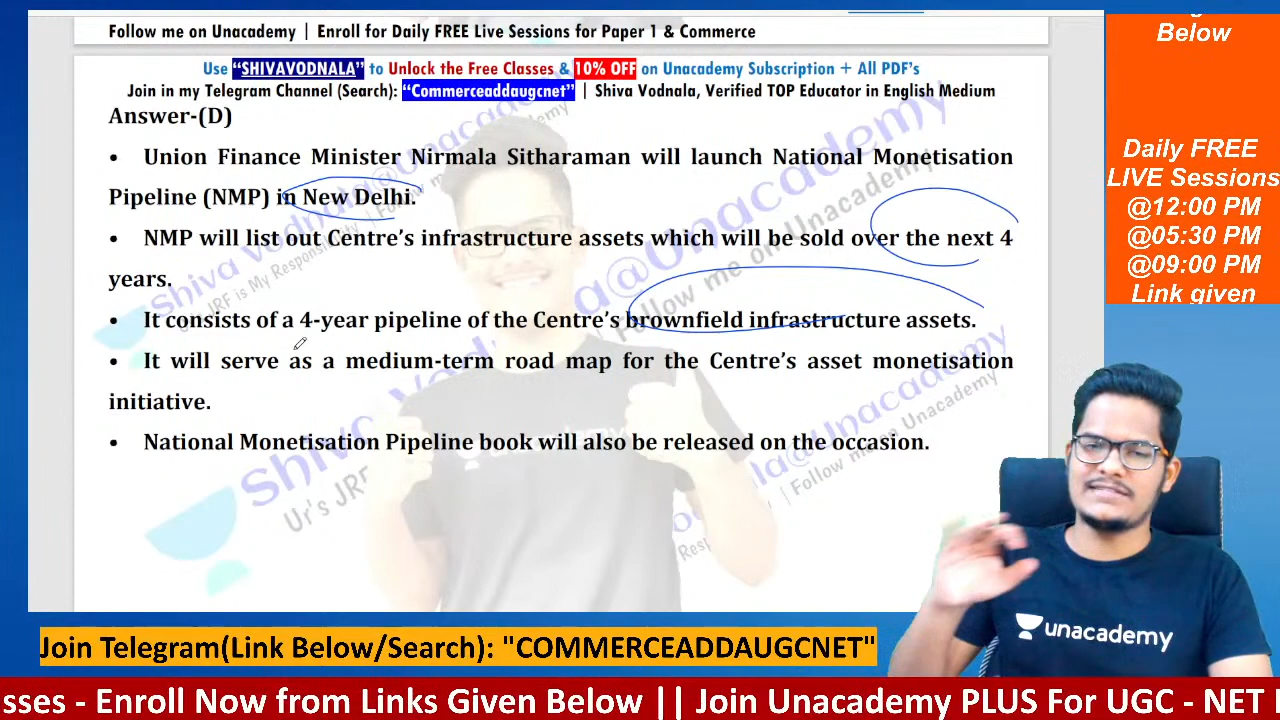 Follow me on Unacademy | Enroll for Daily FREE Live Sessions for Paper 1 & Commerce
Use “SHIVAVODNALA” to Unlock the Free Classes & 10% OFF on Unacademy Subscription + All PDF’s
Join in my Telegram Channel (Search): “Commerceaddaugcnet” | Shiva Vodnala, Verified TOP Educator in English Medium
Answer-(D)
• Union Finance Minister Nirmala Sitharaman will launch National Monetisation
Pipeline (NMP) in New Delhi.
• NMP will list out Centre’s infrastructure assets which will be sold over the next 4
years.
• It consists of a 4-year pipeline of the Centre’s brownfield infrastructure assets.
• It will serve as a medium-term road map for the Centre’s asset monetisation
initiative.
• National Monetisation Pipeline book will also be released on the occasion.
Below
Daily FREE
LIVE Sessions
@12:00 PM
@05:30 PM
@09:00 PM
Link given
unacademy
Join Telegram(Link Below/Search): "COMMERCEADDAUGCNET"
sses - Enroll Now from Links Given Below || Join Unacademy PLUS For UGC - NET